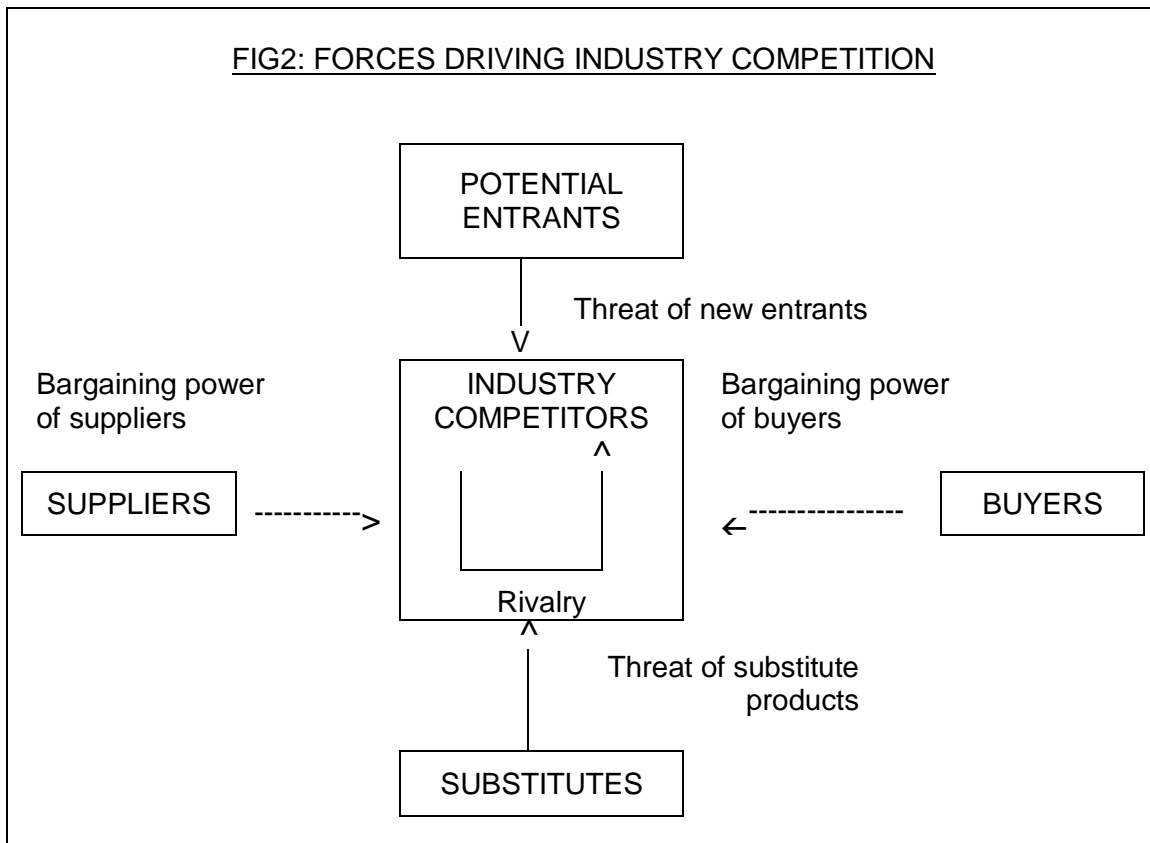 FIG2: FORCES DRIVING INDUSTRY COMPETITION
POTENTIAL
ENTRANTS
Threat of new entrants
Bargaining power
of suppliers
INDUSTRY
COMPETITORS
Bargaining power
of buyers
SUPPLIERS
BUYERS
Rivalry
Threat of substitute
products
SUBSTITUTES